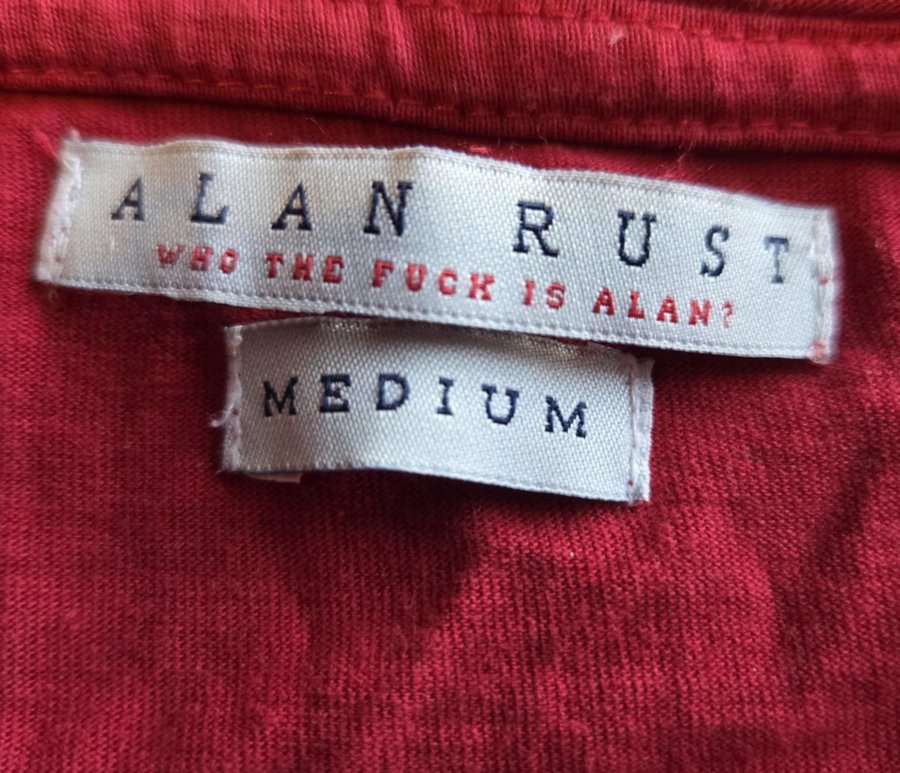 ALAN RUST
WHO THE FUCK IS ALAN?
MEDIUM